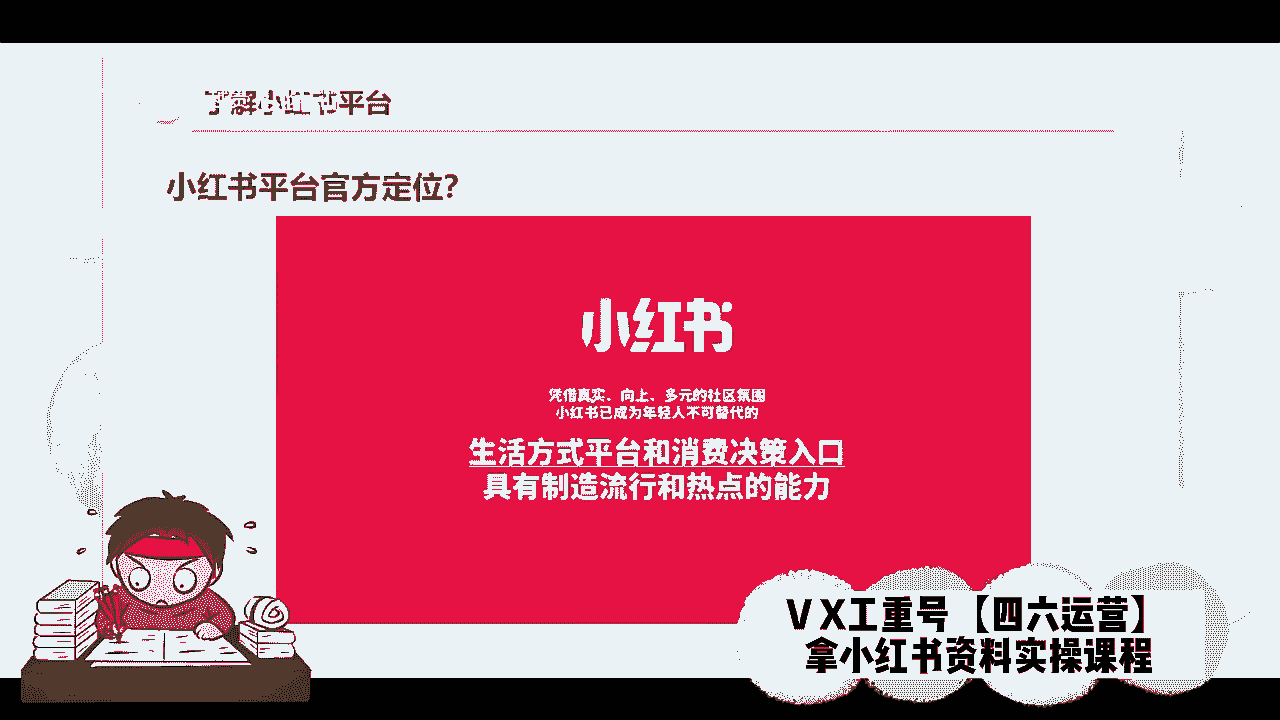 了解小红书平台
小红书平台官方定位?
小红书
凭借真实、向上、多元的社区氛围
小红书已成为年轻人不可替代的
生活方式平台和消费决策入口
具有制造流行和热点的能力
VX工重号【四六运营】
拿小红书资料实操课程